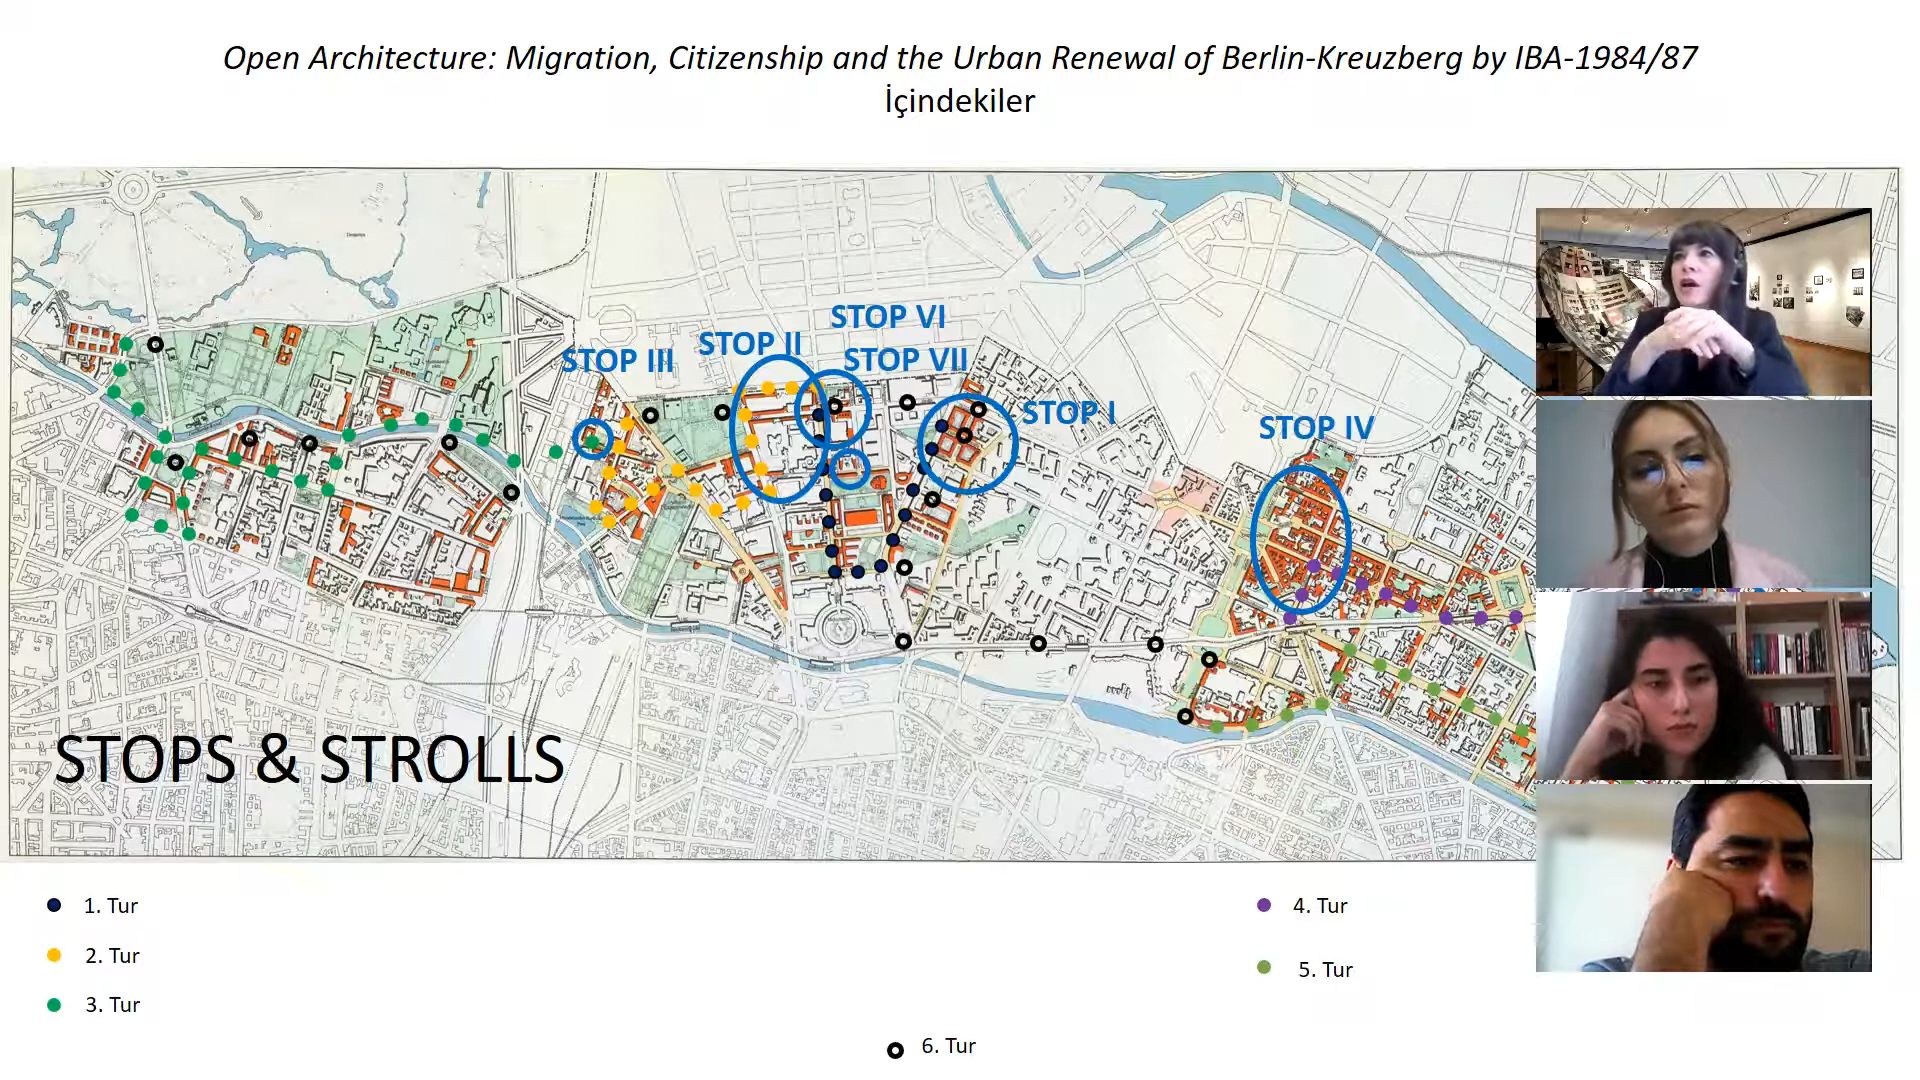 Open Architecture: Migration, Citizenship and the Urban Renewal of Berlin-Kreuzberg by IBA-1984/87
İçindekiler
STOP VI
STOP II
STOP VII
STOP III
STOP I
STOP IV
STOPS & STROLLS
1. Tur
2. Tur
3. Tur
4. Tur
5. Tur
6. Tur